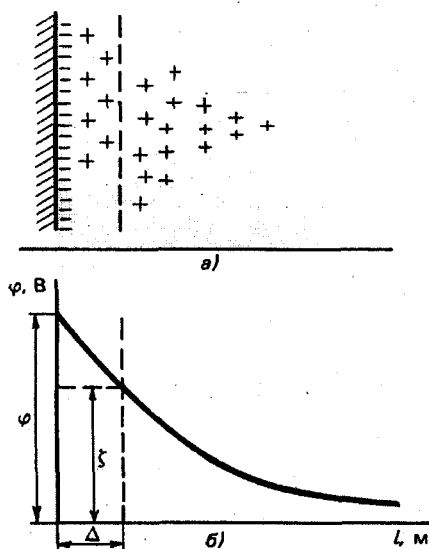 а)
φ, В
φ
ζ
Δ
б)
l, м